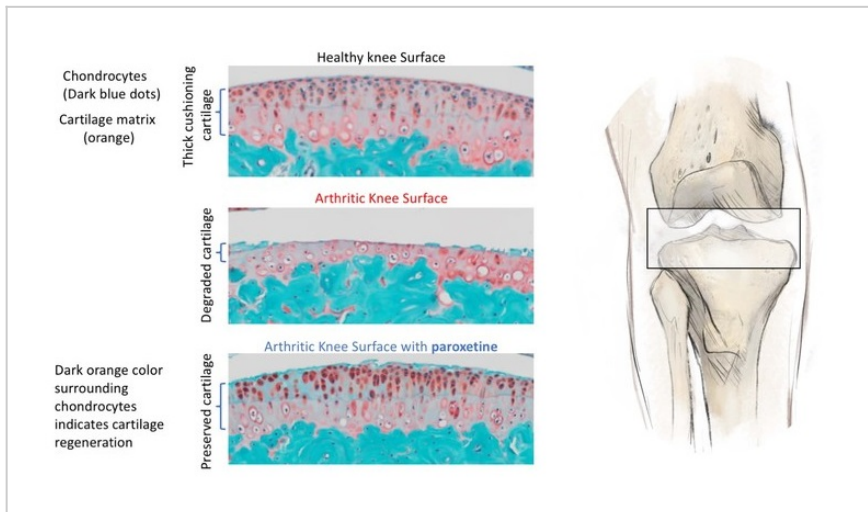 Healthy knee Surface
Chondrocytes
(Dark blue dots)
Cartilage matrix
(orange)
Thick cushioning
cartilage
Arthritic Knee Surface
Degraded cartilage
Arthritic Knee Surface with paroxetine
Dark orange color
surrounding
chondrocytes
indicates cartilage
regeneration
Preserved cartilage